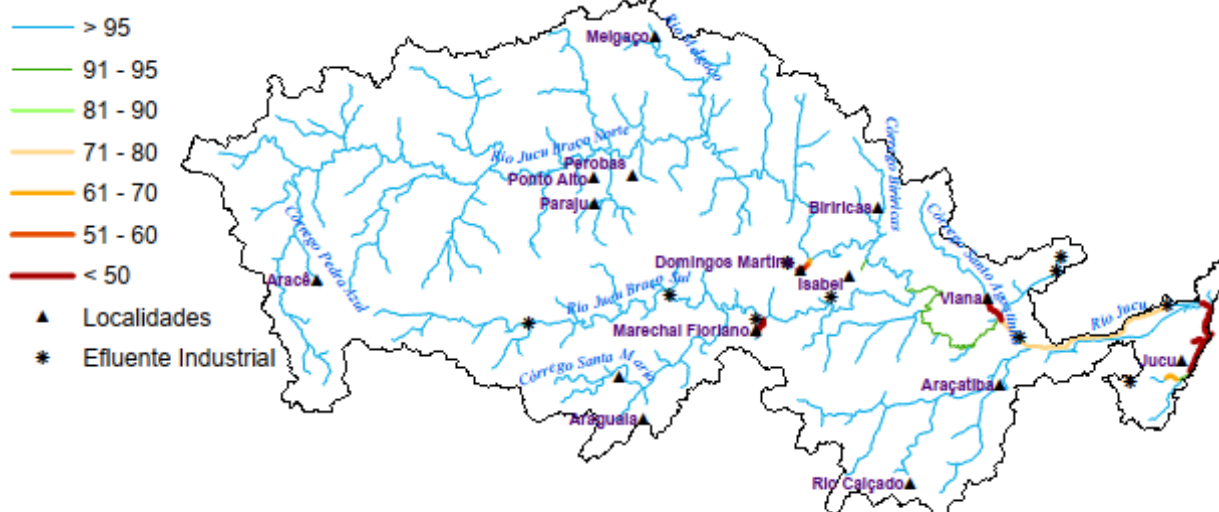 > 95
91 - 95
81 - 90
71 - 80
61 - 70
51 - 60
< 50
Localidades
Efluente Industrial
Melgaço
Rio Melgaço
Rio Jucu Braço Norte
Perobas
Ponto Alto
Paraju
Córrego Biriricas
Biriricas
Córrego Pedra Azul
Aracê
Córrego Santo Agostinho
Domingos Martins
Isabel
Viana
Rio Jucu Braço Sul
Marechal Floriano
Rio Jucu
Jucu
Córrego Santa Maria
Araguaia
Araçatiba
Rio Calçado